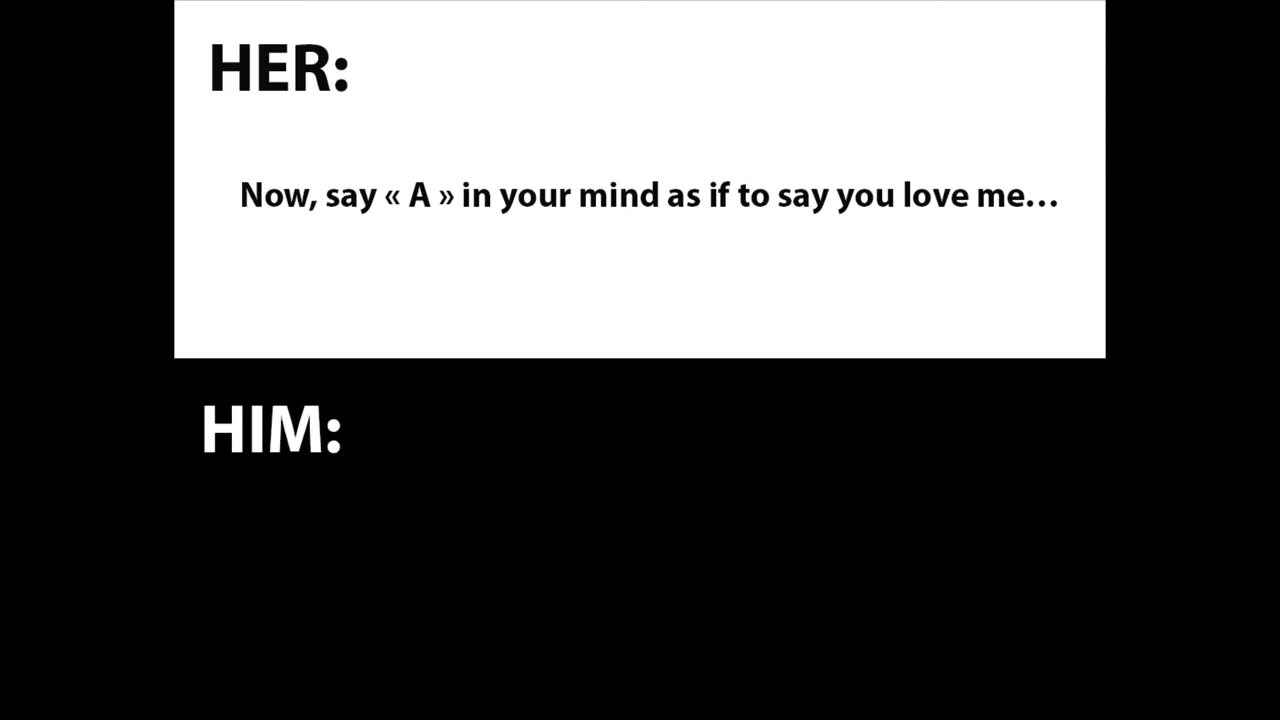 HER:
Now, say « A » in your mind as if to say you love me…
HIM: